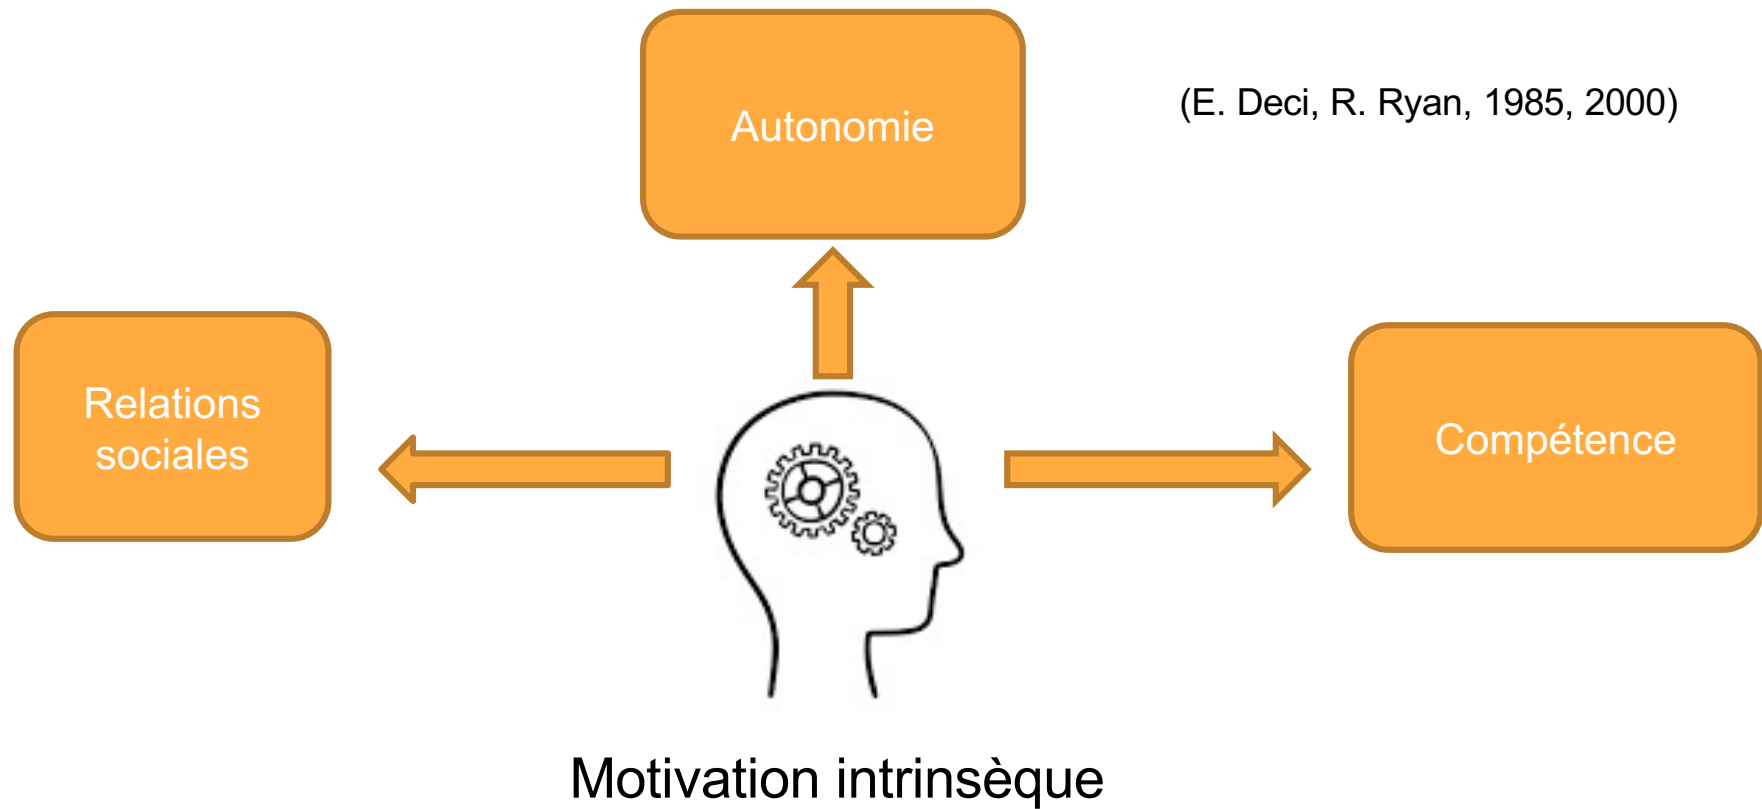 Autonomie
(E. Deci, R. Ryan, 1985, 2000)
Relations
sociales
Compétence
Motivation intrinsèque